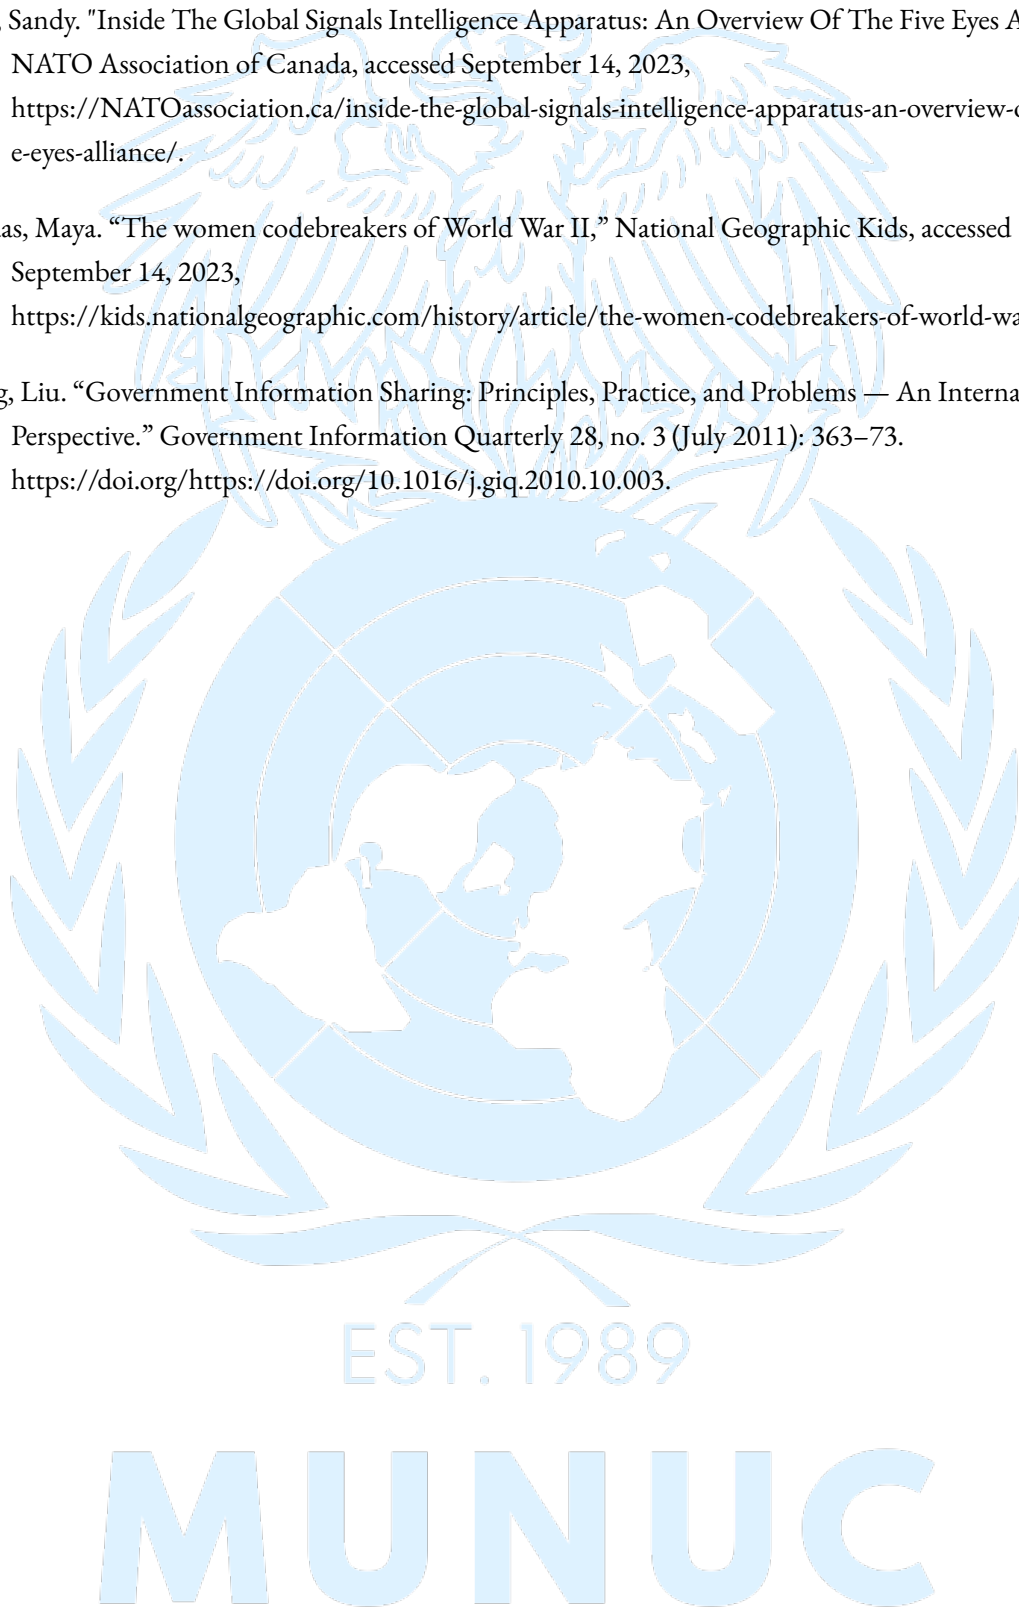 , Sandy. "Inside The Global Signals Intelligence Apparatus: An Overview Of The Five Eyes A
NATO Association of Canada, accessed September 14, 2023,
https://NATOassociation.ca/inside-the-global-signals-intelligence-apparatus-an-overview-o
e-eyes-alliance/.
as, Maya. “The women codebreakers of World War II,” National Geographic Kids, accessed
September 14, 2023,
https://kids.nationalgeographic.com/history/article/the-women-codebreakers-of-world-wa
g, Liu. “Government Information Sharing: Principles, Practice, and Problems — An Interna
Perspective.” Government Information Quarterly 28, no. 3 (July 2011): 363–73.
https://doi.org/https://doi.org/10.1016/j.giq.2010.10.003.
EST. 1989
MUNUC